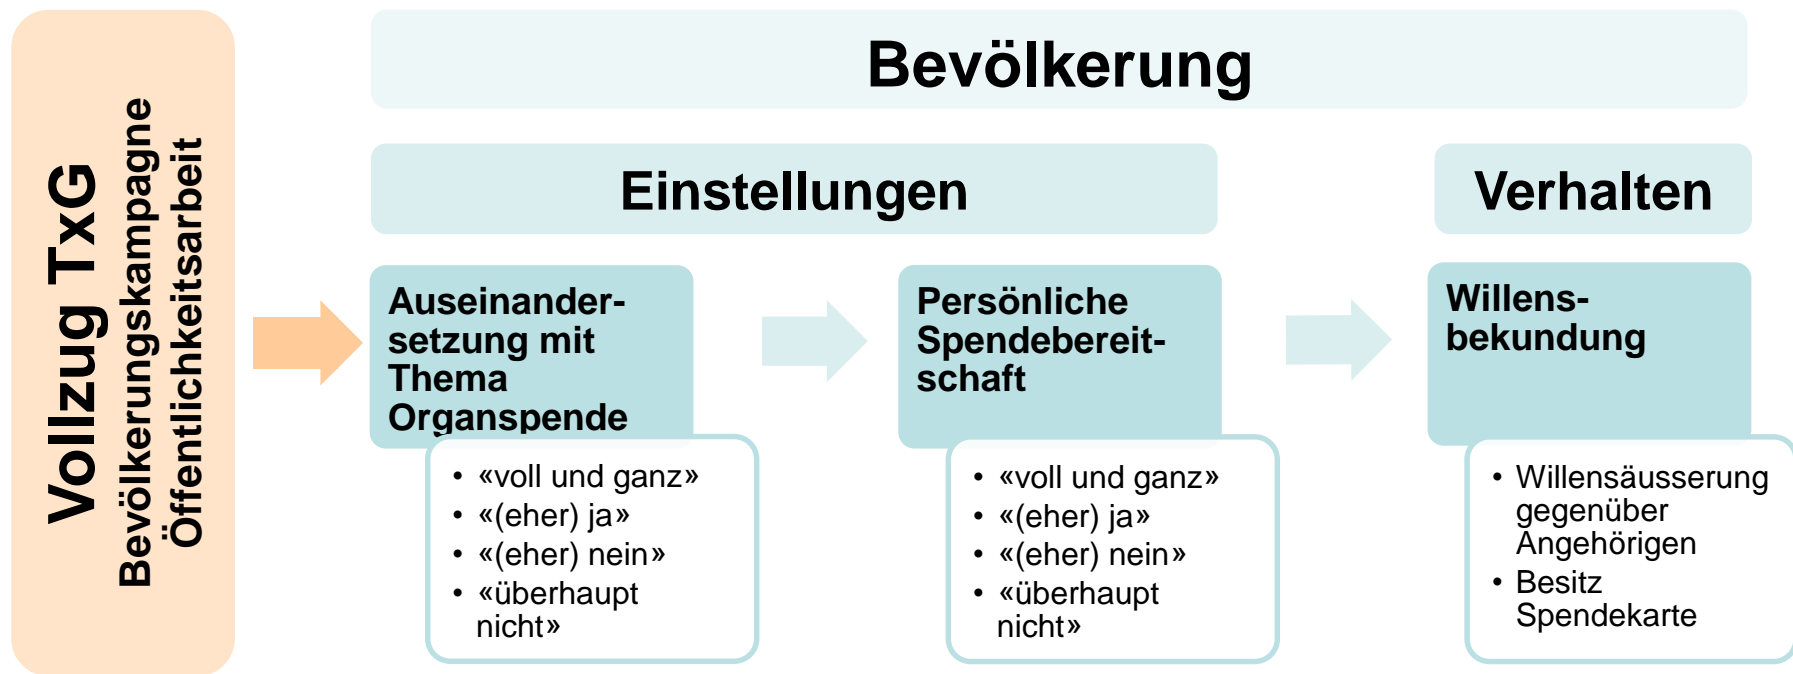 Vollzug TxG
Bevölkerungskampagne
Öffentlichkeitsarbeit
Bevölkerung
Einstellungen
Verhalten
Auseinander-
setzung mit
Thema
Organspende
• «voll und ganz»
• «(eher) ja»
• «(eher) nein»
• «überhaupt
nicht»
Persönliche
Spendebereit-
schaft
• «voll und ganz»
• «(eher) ja»
• «(eher) nein»
• «überhaupt
nicht»
Willens-
bekundung
• Willensäusserung
gegenüber
Angehörigen
• Besitz
Spendekarte